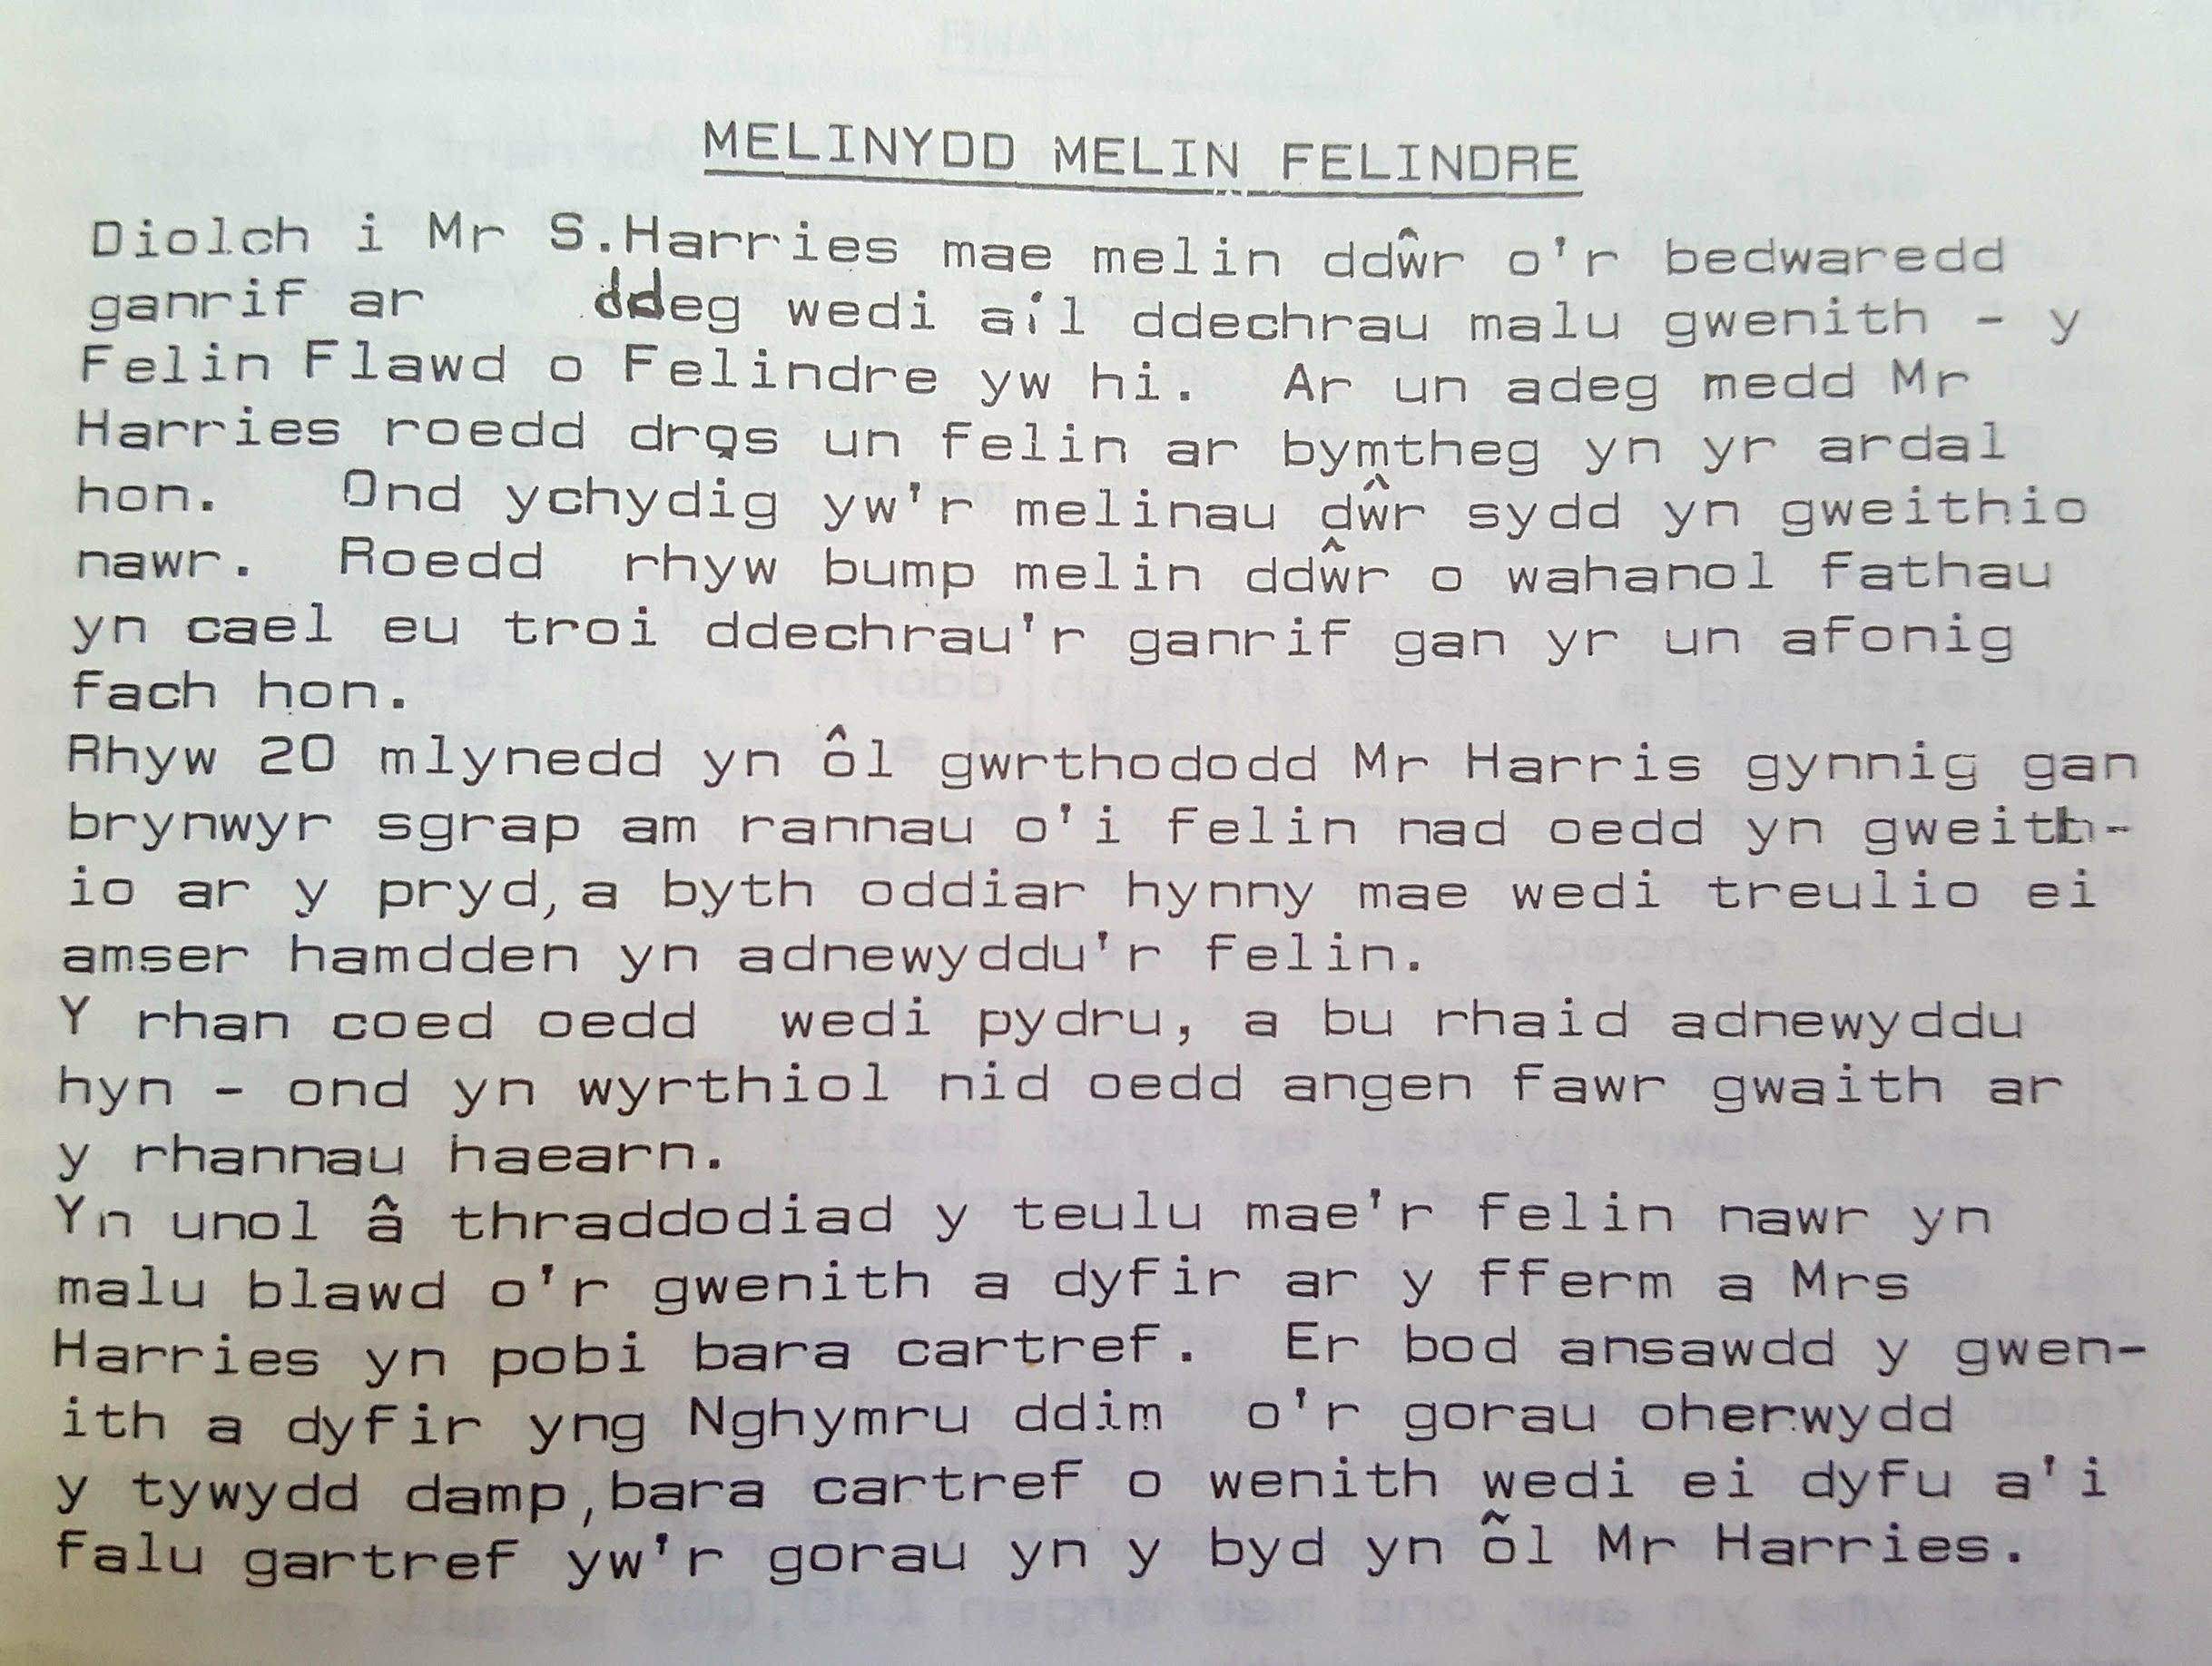 MELINYDD MELIN FELINDRE
Diolch i Mr S.Harries mae melin ddŵr o'r bedwaredd
ganrif ar ddeg wedi ail ddechrau malu gwenith - y
Felin Flawd o Felindre yw hi. Ar un adeg medd Mr
Harries roedd dros un felin ar bymtheg yn yr ardal
hon. Ond ychydig yw'r melinau dŵr sydd yn gweithio
nawr. Roedd rhyw bump melin ddŵr o wahanol fathau
yn cael eu troi ddechrau'r ganrif gan yr un afonig
fach hon.
Rhyw 20 mlynedd yn ôl gwrthododd Mr Harris gynnig gan
brynwyr sgrap am rannau o'i felin nad oedd yn gweith-
io ar y pryd, a byth oddiar hynny mae wedi treulio ei
amser hamdden yn adnewyddu'r felin.
Y rhan coed oedd wedi pydru, a bu rhaid adnewyddu
hyn - ond yn wyrthiol nid oedd angen fawr gwaith ar
y rhannau haearn.
Yn unol â thraddodiad y teulu mae'r felin nawr yn
malu blawd o'r gwenith a dyfir ar y fferm a Mrs
Harries yn pobi bara cartref. Er bod ansawdd y gwen-
ith a dyfir yng Nghymru ddim o'r gorau oherwydd
y tywydd damp, bara cartref o wenith wedi ei dyfu a'i
falu gartref yw'r gorau yn y byd yn ôl Mr Harries.